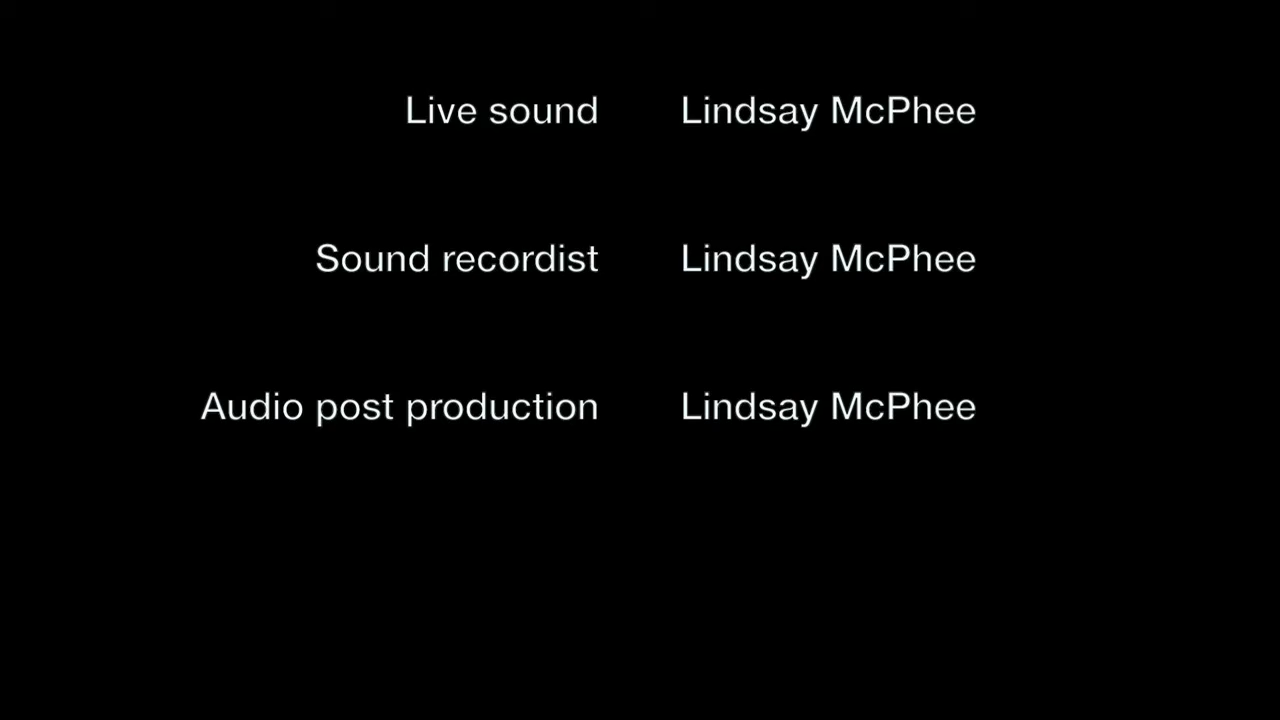 Live sound Lindsay McPhee
Sound recordist Lindsay McPhee
Audio post production Lindsay McPhee